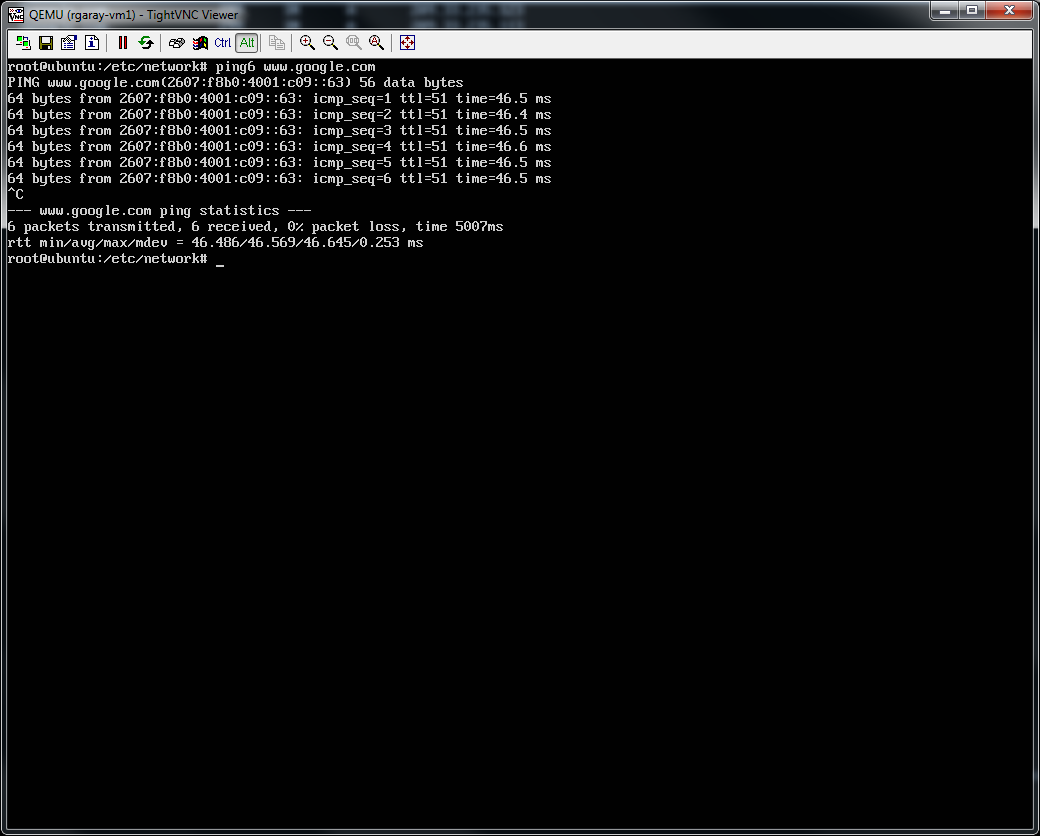 QEMU (rgaray-vm1) - TightVNC Viewer
Ctrl Alt
root@ubuntu:/etc/network# ping6 www.google.com
PING www.google.com(2607:f8b0:4001:c09::63) 56 data bytes
64 bytes from 2607:f8b0:4001:c09::63: icmp_seq=1 ttl=51 time=46.5 ms
64 bytes from 2607:f8b0:4001:c09::63: icmp_seq=2 ttl=51 time=46.4 ms
64 bytes from 2607:f8b0:4001:c09::63: icmp_seq=3 ttl=51 time=46.5 ms
64 bytes from 2607:f8b0:4001:c09::63: icmp_seq=4 ttl=51 time=46.6 ms
64 bytes from 2607:f8b0:4001:c09::63: icmp_seq=5 ttl=51 time=46.5 ms
64 bytes from 2607:f8b0:4001:c09::63: icmp_seq=6 ttl=51 time=46.5 ms
^C
--- www.google.com ping statistics ---
6 packets transmitted, 6 received, 0% packet loss, time 5007ms
rtt min/avg/max/mdev = 46.486/46.569/46.645/0.253 ms
root@ubuntu:/etc/network# _